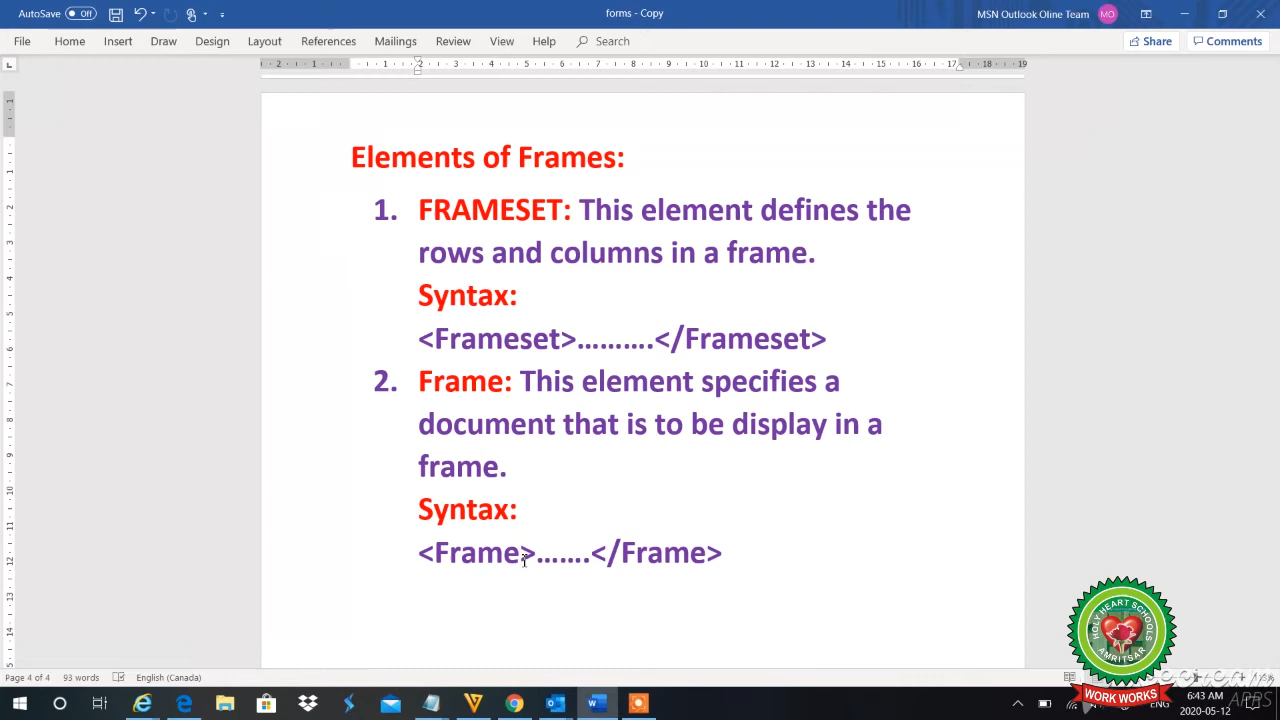 AutoSave Off
forms - Copy
MSN Outlook Oline Team MO
File Home Insert Draw Design Layout References Mailings Review View Help Search
Share Comments
Elements of Frames:
1. FRAMESET: This element defines the
rows and columns in a frame.
Syntax:
<Frameset>……….</Frameset>
2. Frame: This element specifies a
document that is to be display in a
frame.
Syntax:
<Frame>…….</Frame>
HOLY HEART SCHOOLS
AMRITSAR
WORK WORKS
Page 4 of 4 93 words English (Canada)
6:43 AM
2020-05-12
APPS